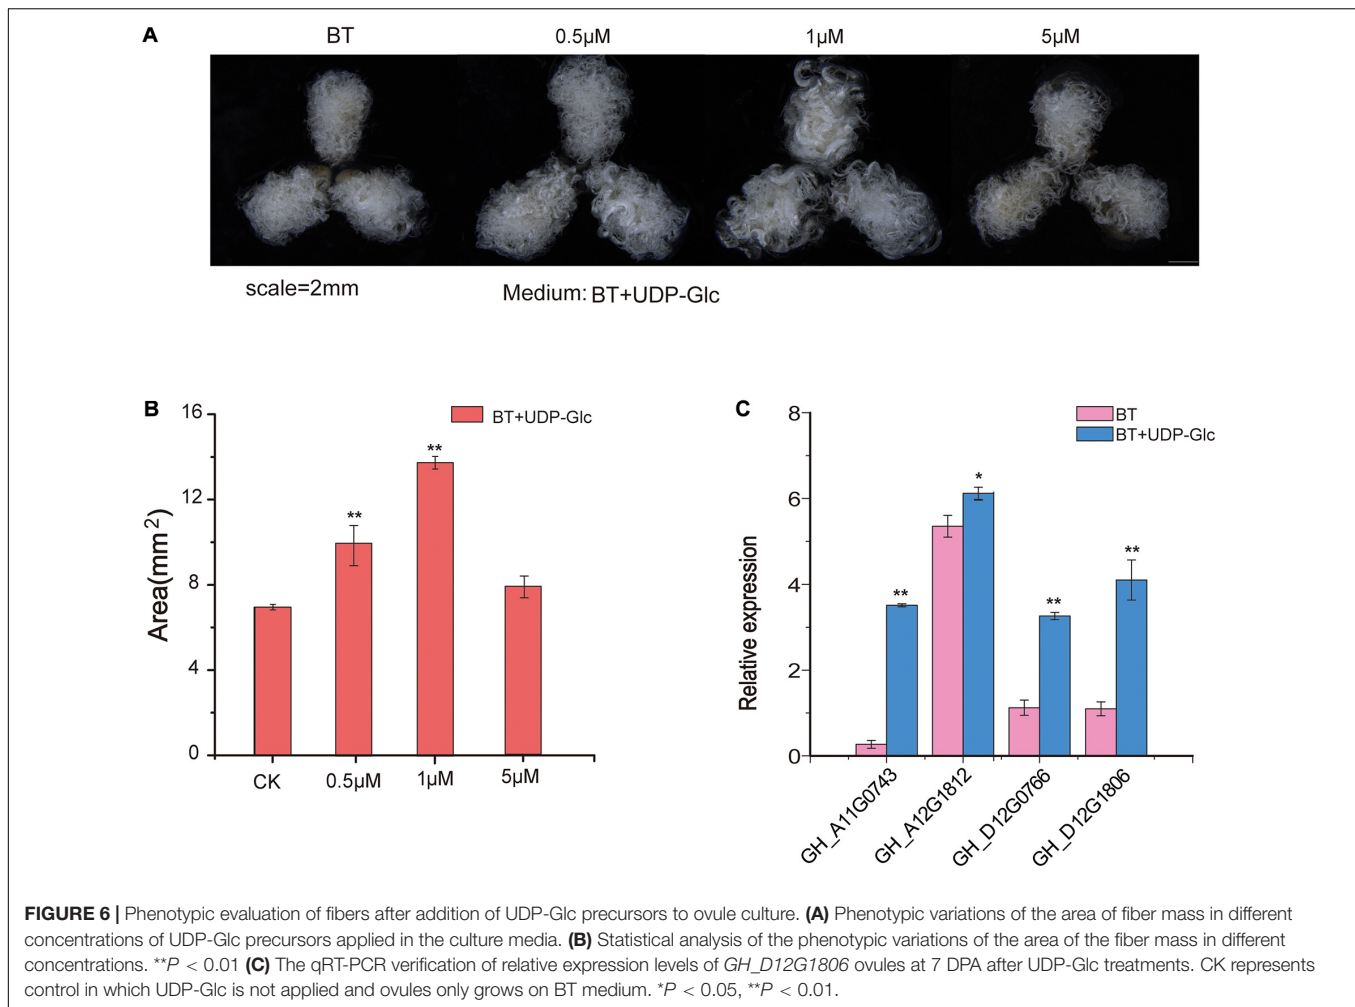 A
BT 0.5μM 1μM 5μM
scale=2mm
Medium: BT+UDP-Glc
B
BT+UDP-Glc
Area(mm²)
16
12
8
4
0
**
**
CK 0.5μM 1μM 5μM
C
BT
BT+UDP-Glc
Relative expression
8
6
4
2
0
**
*
**
**
GH_A11G0743
GH_A12G1812
GH_D12G0766
GH_D12G1806
FIGURE 6 | Phenotypic evaluation of fibers after addition of UDP-Glc precursors to ovule culture. (A) Phenotypic variations of the area of fiber mass in different
concentrations of UDP-Glc precursors applied in the culture media. (B) Statistical analysis of the phenotypic variations of the area of the fiber mass in different
concentrations. **P < 0.01 (C) The qRT-PCR verification of relative expression levels of GH_D12G1806 ovules at 7 DPA after UDP-Glc treatments. CK represents
control in which UDP-Glc is not applied and ovules only grows on BT medium. *P < 0.05, **P < 0.01.